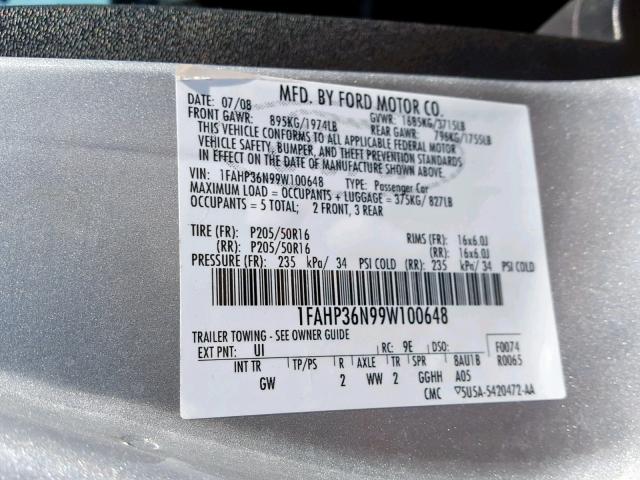 DATE: 07/08 MFD. BY FORD MOTOR CO.
FRONT GAWR: 895KG/1974LB GVWR: 1685KG/3715LB
REAR GAWR: 796KG/1755LB
THIS VEHICLE CONFORMS TO ALL APPLICABLE FEDERAL MOTOR
VEHICLE SAFETY, BUMPER, AND THEFT PREVENTION STANDARDS
IN EFFECT ON THE DATE OF MANUFACTURE SHOWN ABOVE.
VIN: 1FAHP36N99W100648 TYPE: Passenger Car
MAXIMUM LOAD = OCCUPANTS + LUGGAGE = 375KG/ 827LB
OCCUPANTS = 5 TOTAL; 2 FRONT, 3 REAR
TIRE (FR): P205/50R16 RIMS (FR): 16x6.0J
(RR): P205/50R16 (RR): 16x6.0J
PRESSURE (FR): 235 kPa/ 34 PSI COLD (RR): 235 kPa/ 34 PSI COLD
1FAHP36N99W100648
TRAILER TOWING - SEE OWNER GUIDE
EXT PNT: UI RC: 9E DSO: F0074
INT TR TP/PS R AXLE TR SPR BAU1B R0065
GW 2 WW 2 GGHH A05
CMC ▽5U5A-5420472-AA